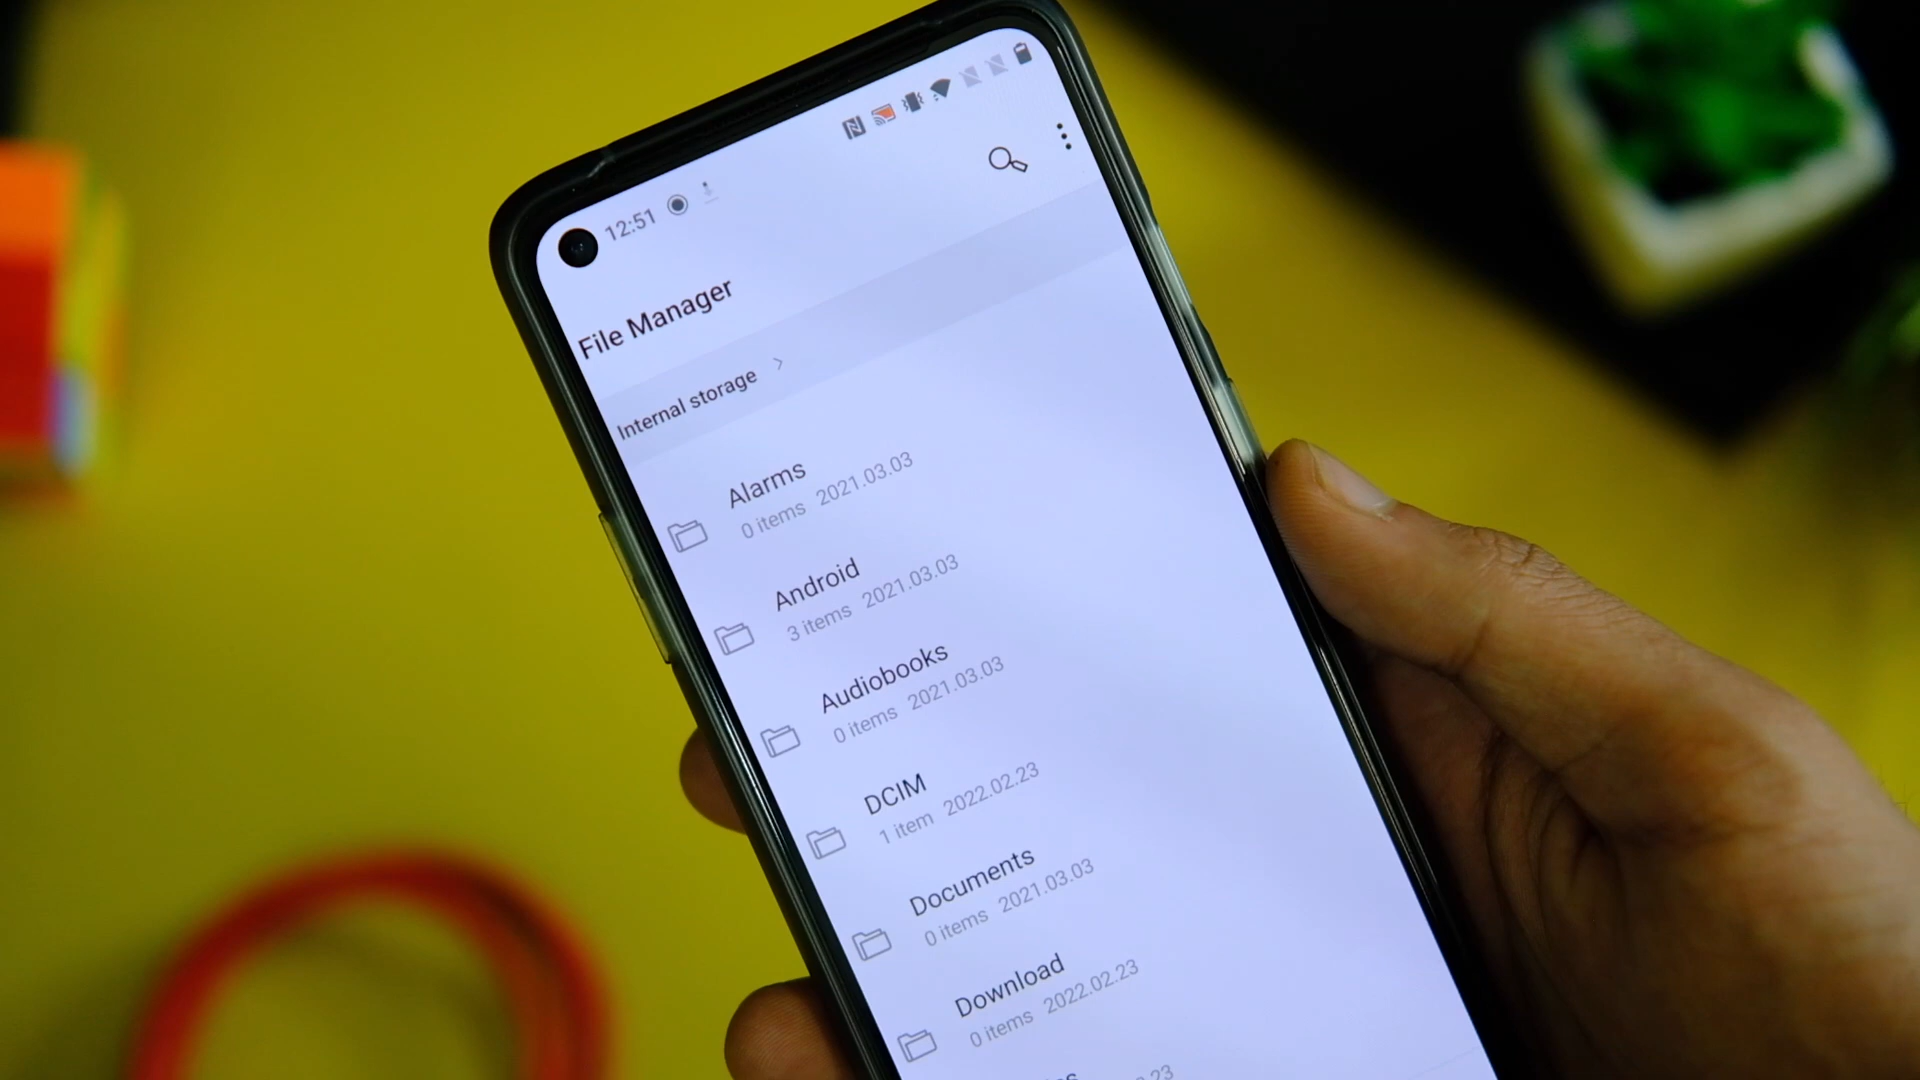 12:51
File Manager
Internal storage >
Alarms
0 items 2021.03.03
Android
3 items 2021.03.03
Audiobooks
0 items 2021.03.03
DCIM
1 item 2022.02.23
Documents
0 items 2021.03.03
Download
0 items 2022.02.23